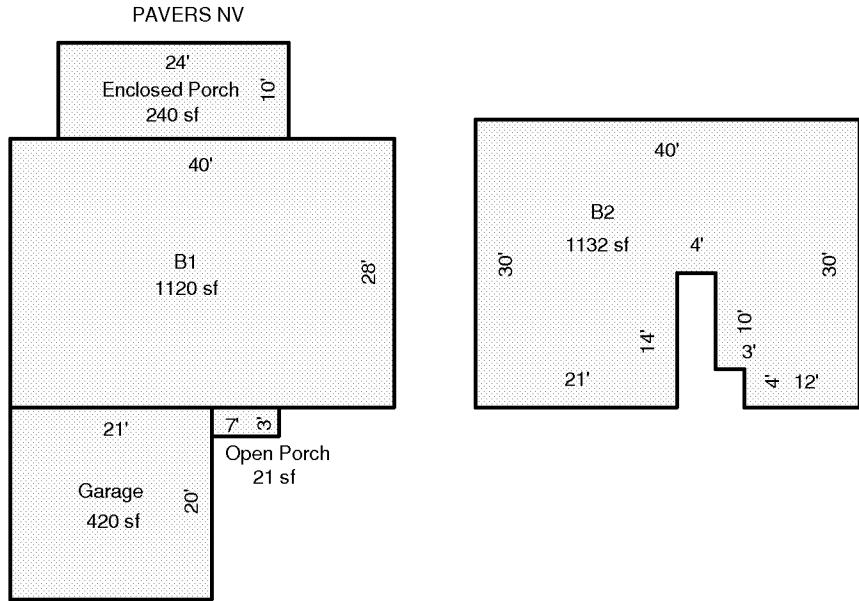 PAVERS NV
24'
Enclosed Porch
10'
240 sf
40'
B1
1120 sf
28'
21'
7'
3'
Open Porch
21 sf
Garage
20'
420 sf
40'
B2
1132 sf
4'
30'
30'
14'
10'
3'
21'
4'
12'